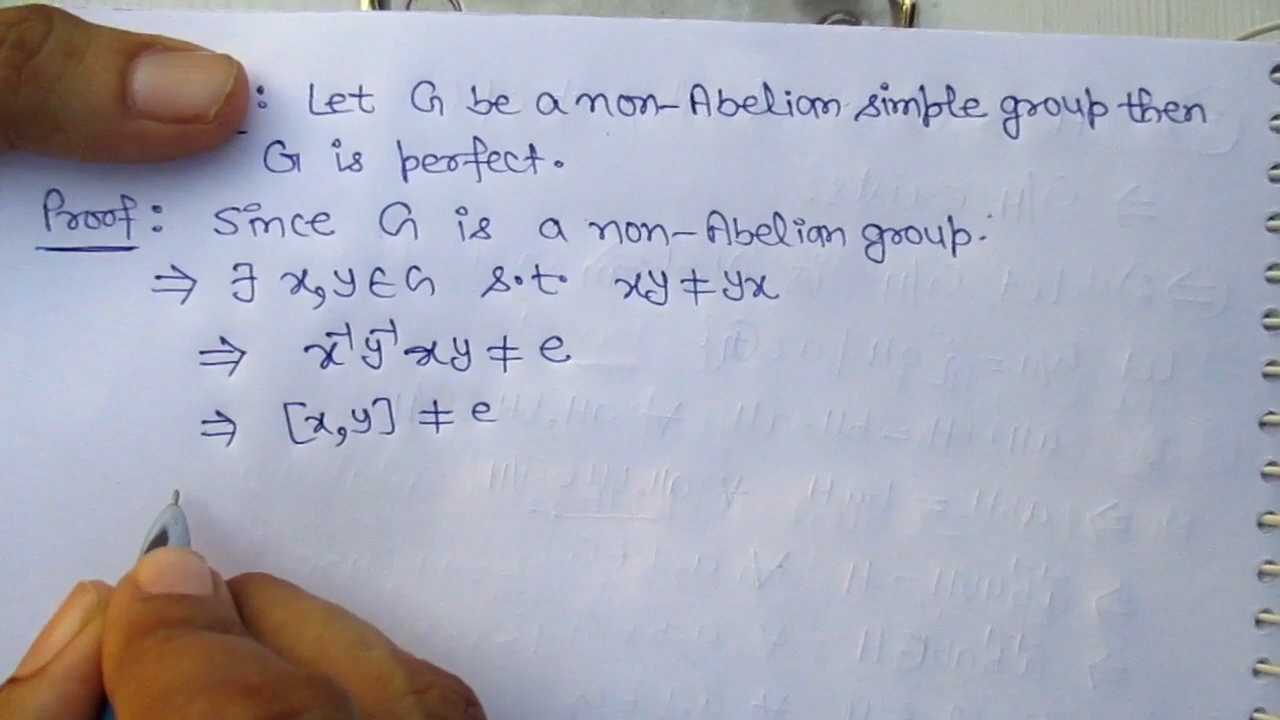 : Let G be a non-Abelian simple group then
G is perfect.
Proof: Since G is a non-Abelian group.
⇒ ∃ x,y∈G s.t. xy≠yx
⇒ x⁻¹y⁻¹xy≠e
⇒ [x,y]≠e